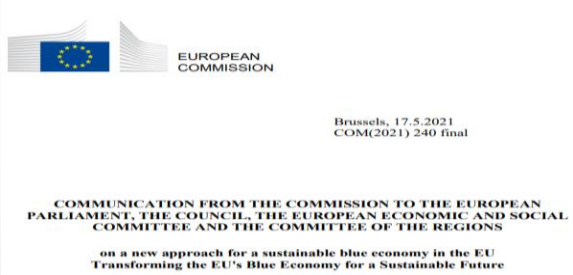 EUROPEAN
COMMISSION
Brussels, 17.5.2021
COM(2021) 240 final
COMMUNICATION FROM THE COMMISSION TO THE EUROPEAN
PARLIAMENT, THE COUNCIL, THE EUROPEAN ECONOMIC AND SOCIAL
COMMITTEE AND THE COMMITTEE OF THE REGIONS
on a new approach for a sustainable blue economy in the EU
Transforming the EU's Blue Economy for a Sustainable Future